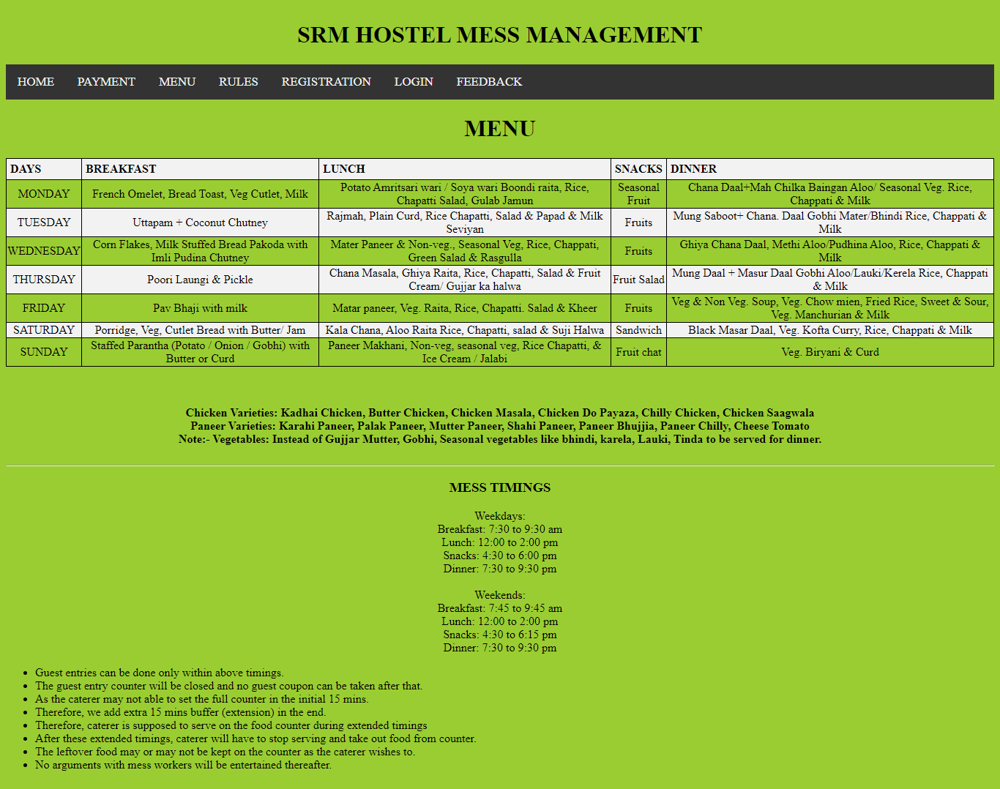 SRM HOSTEL MESS MANAGEMENT
HOME PAYMENT MENU RULES REGISTRATION LOGIN FEEDBACK
MENU
DAYS BREAKFAST LUNCH SNACKS DINNER
MONDAY French Omelet, Bread Toast, Veg Cutlet, Milk Potato Amritsari wari / Soya wari Boondi raita, Rice, Chapatti Salad, Gulab Jamun Seasonal Fruit Chana Daal+Mah Chilka Baingan Aloo/ Seasonal Veg. Rice, Chappati & Milk
TUESDAY Uttapam + Coconut Chutney Rajmah, Plain Curd, Rice Chapatti, Salad & Papad & Milk Seviyan Fruits Mung Saboot+ Chana. Daal Gobhi Mater/Bhindi Rice, Chappati & Milk
WEDNESDAY Corn Flakes, Milk Stuffed Bread Pakoda with Imli Pudina Chutney Mater Paneer & Non-veg., Seasonal Veg, Rice, Chappati, Green Salad & Rasgulla Fruits Ghiya Chana Daal, Methi Aloo/Pudhina Aloo, Rice, Chappati & Milk
THURSDAY Poori Laungi & Pickle Chana Masala, Ghiya Raita, Rice, Chapatti, Salad & Fruit Cream/ Gujjar ka halwa Fruit Salad Mung Daal + Masur Daal Gobhi Aloo/Lauki/Kerela Rice, Chappati & Milk
FRIDAY Pav Bhaji with milk Matar paneer, Veg. Raita, Rice, Chapatti. Salad & Kheer Fruits Veg & Non Veg. Soup, Veg. Chow mien, Fried Rice, Sweet & Sour, Veg. Manchurian & Milk
SATURDAY Porridge, Veg, Cutlet Bread with Butter/ Jam Kala Chana, Aloo Raita Rice, Chapatti, salad & Suji Halwa Sandwich Black Masar Daal, Veg. Kofta Curry, Rice, Chappati & Milk
SUNDAY Staffed Parantha (Potato / Onion / Gobhi) with Butter or Curd Paneer Makhani, Non-veg, seasonal veg, Rice Chapatti, & Ice Cream / Jalabi Fruit chat Veg. Biryani & Curd
Chicken Varieties: Kadhai Chicken, Butter Chicken, Chicken Masala, Chicken Do Payaza, Chilly Chicken, Chicken Saagwala
Paneer Varieties: Karahi Paneer, Palak Paneer, Mutter Paneer, Shahi Paneer, Paneer Bhujjia, Paneer Chilly, Cheese Tomato
Note:- Vegetables: Instead of Gujjar Mutter, Gobhi, Seasonal vegetables like bhindi, karela, Lauki, Tinda to be served for dinner.
MESS TIMINGS
Weekdays:
Breakfast: 7:30 to 9:30 am
Lunch: 12:00 to 2:00 pm
Snacks: 4:30 to 6:00 pm
Dinner: 7:30 to 9:30 pm
Weekends:
Breakfast: 7:45 to 9:45 am
Lunch: 12:00 to 2:00 pm
Snacks: 4:30 to 6:15 pm
Dinner: 7:30 to 9:30 pm
• Guest entries can be done only within above timings.
• The guest entry counter will be closed and no guest coupon can be taken after that.
• As the caterer may not able to set the full counter in the initial 15 mins.
• Therefore, we add extra 15 mins buffer (extension) in the end.
• Therefore, caterer is supposed to serve on the food counter during extended timings
• After these extended timings, caterer will have to stop serving and take out food from counter.
• The leftover food may or may not be kept on the counter as the caterer wishes to.
• No arguments with mess workers will be entertained thereafter.